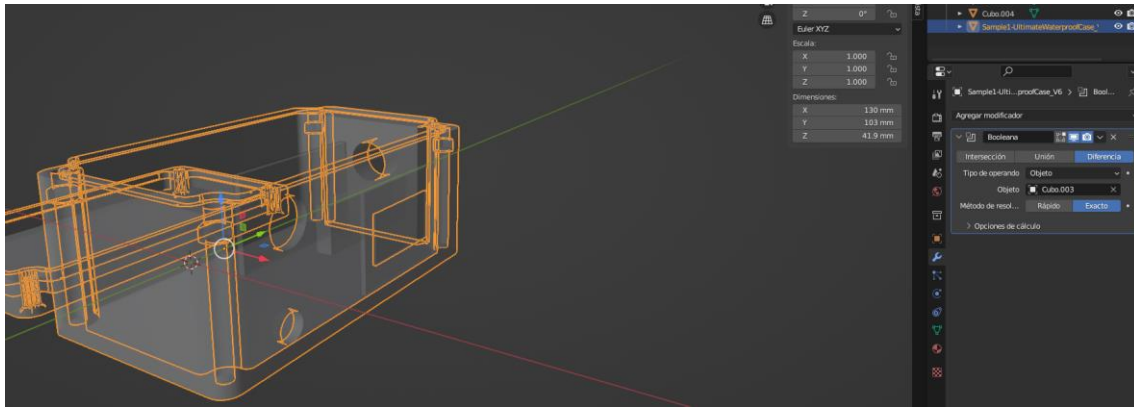 Z 0°
Euler XYZ
Escala:
X 1.000
Y 1.000
Z 1.000
Dimensiones:
X 130 mm
Y 103 mm
Z 41.9 mm
Cubo.004
Sample1-UltimateWaterproofCase_
Sample1-Ulti...proofCase_V6 > Bool...
Agregar modificador
Booleana
Intersección Unión Diferencia
Tipo de operando Objeto
Objeto Cubo.003
Método de resol... Rápido Exacto
Opciones de cálculo